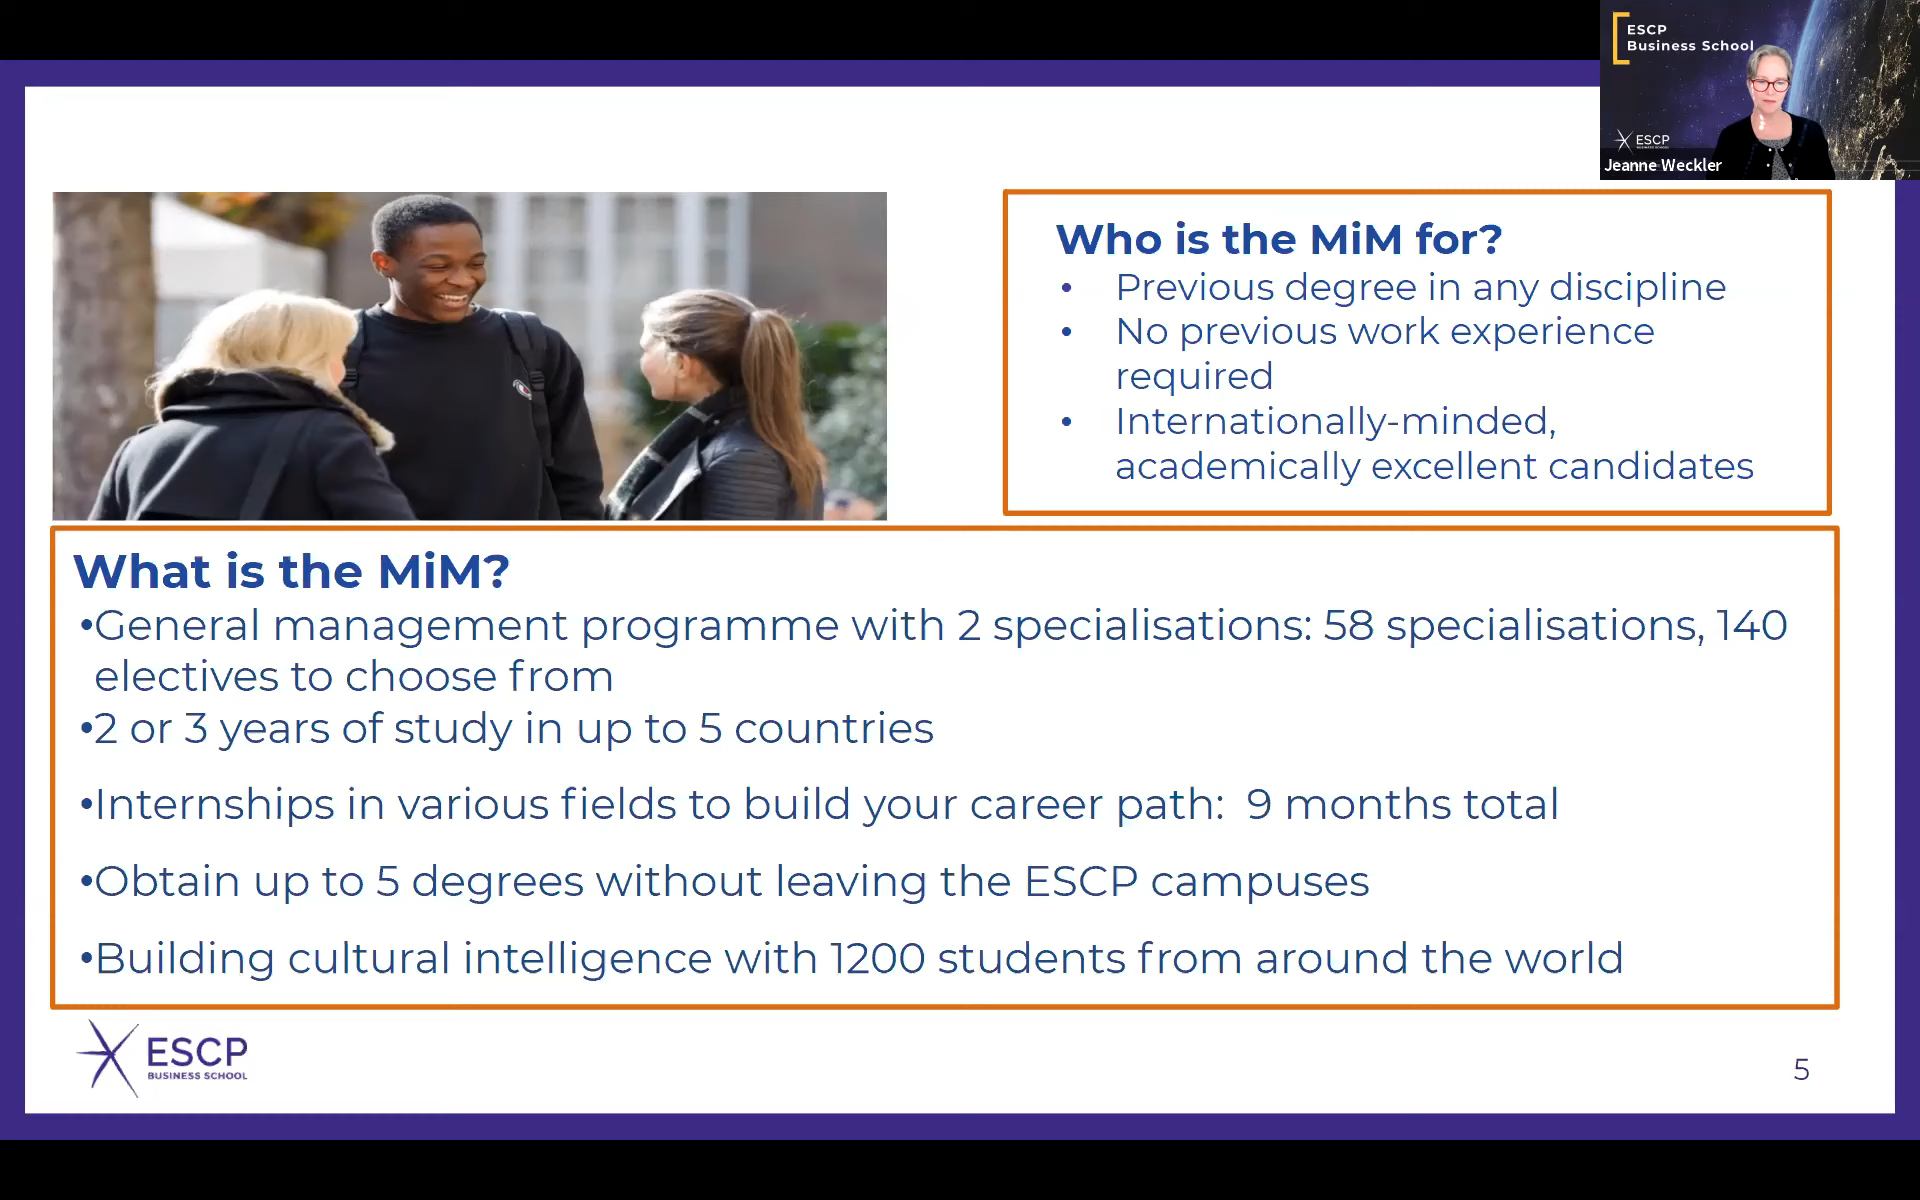 ESCP
Business School
ESCP
BUSINESS SCHOOL
Jeanne Weckler
Who is the MiM for?
• Previous degree in any discipline
• No previous work experience
required
• Internationally-minded,
academically excellent candidates
What is the MiM?
•General management programme with 2 specialisations: 58 specialisations, 140
electives to choose from
•2 or 3 years of study in up to 5 countries
•Internships in various fields to build your career path:  9 months total
•Obtain up to 5 degrees without leaving the ESCP campuses
•Building cultural intelligence with 1200 students from around the world
ESCP
BUSINESS SCHOOL
5